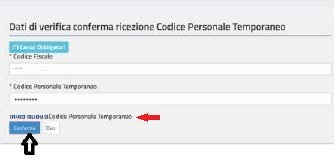 Dati di verifica conferma ricezione Codice Personale Temporaneo
(*) Campi Obbligatori
* Codice Fiscale
* Codice Personale Temporaneo
••••••••
INVIO NUOVO Codice Personale Temporaneo
Conferma Esci